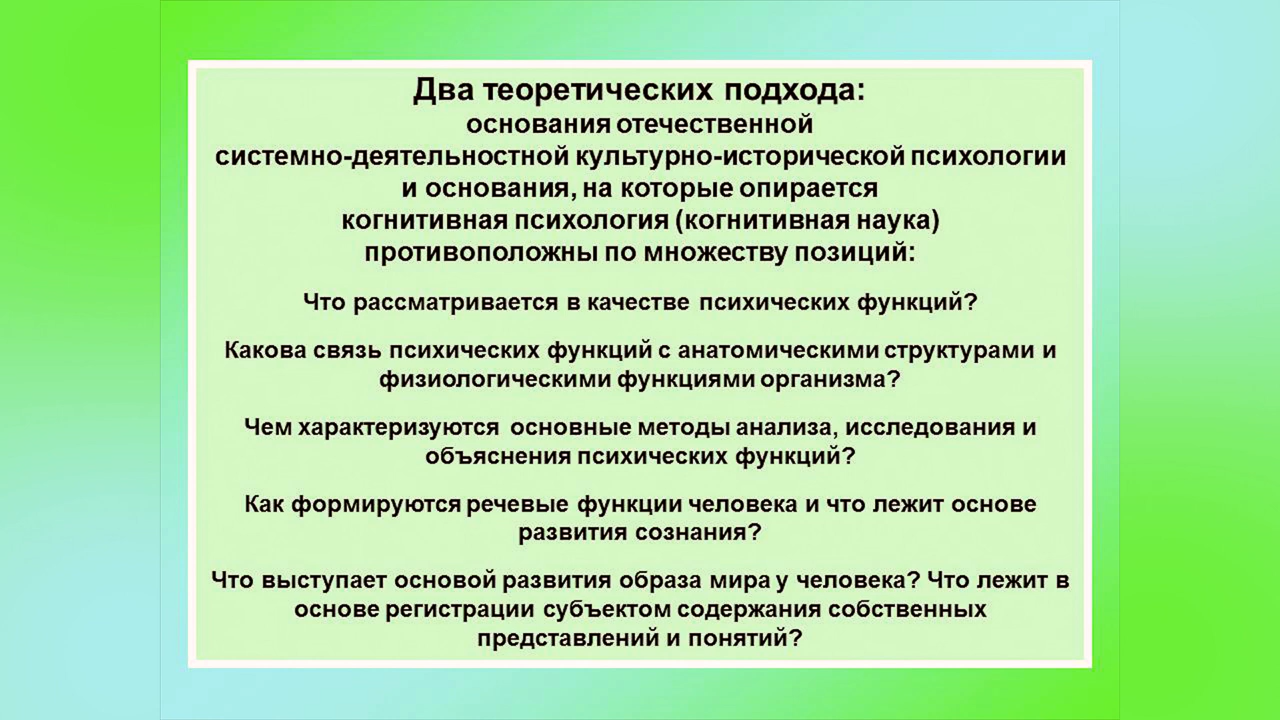 Два теоретических подхода:
основания отечественной
системно-деятельностной культурно-исторической психологии
и основания, на которые опирается
когнитивная психология (когнитивная наука)
противоположны по множеству позиций:
Что рассматривается в качестве психических функций?
Какова связь психических функций с анатомическими структурами и
физиологическими функциями организма?
Чем характеризуются основные методы анализа, исследования и
объяснения психических функций?
Как формируются речевые функции человека и что лежит основе
развития сознания?
Что выступает основой развития образа мира у человека? Что лежит в
основе регистрации субъектом содержания собственных
представлений и понятий?